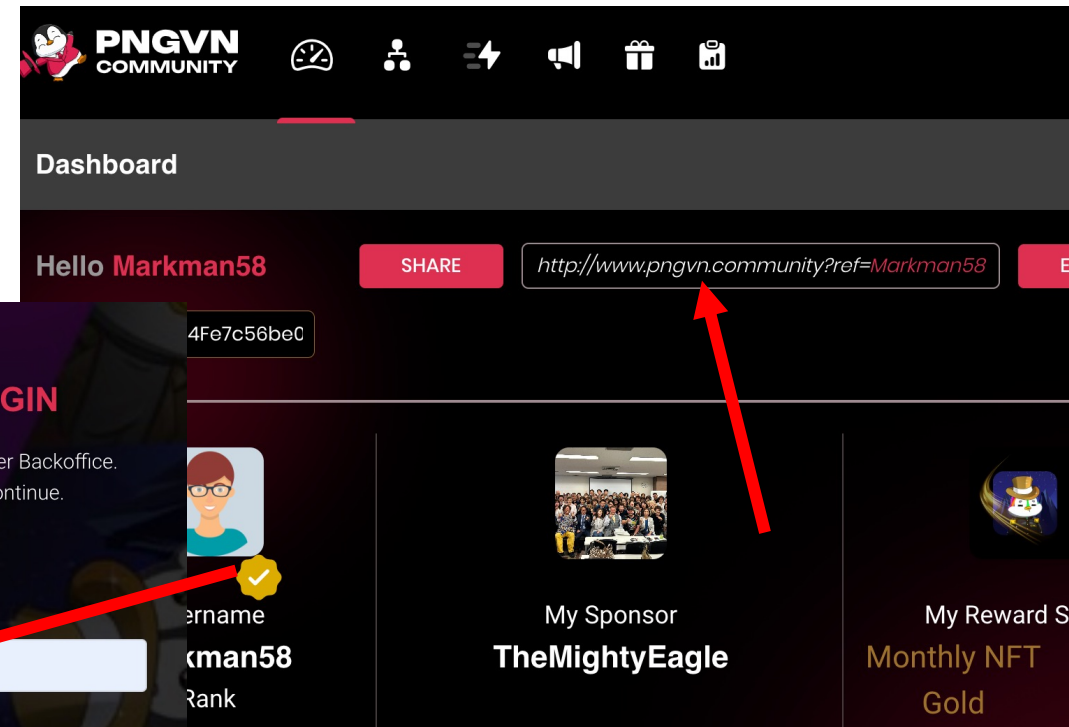 PNGVN
COMMUNITY
Dashboard
Hello Markman58
SHARE
http://www.pngvn.community?ref=Markman58
E
4Fe7c56be0
GIN
er Backoffice.
ontinue.
ername
kman58
Rank
My Sponsor
TheMightyEagle
My Reward S
Monthly NFT
Gold